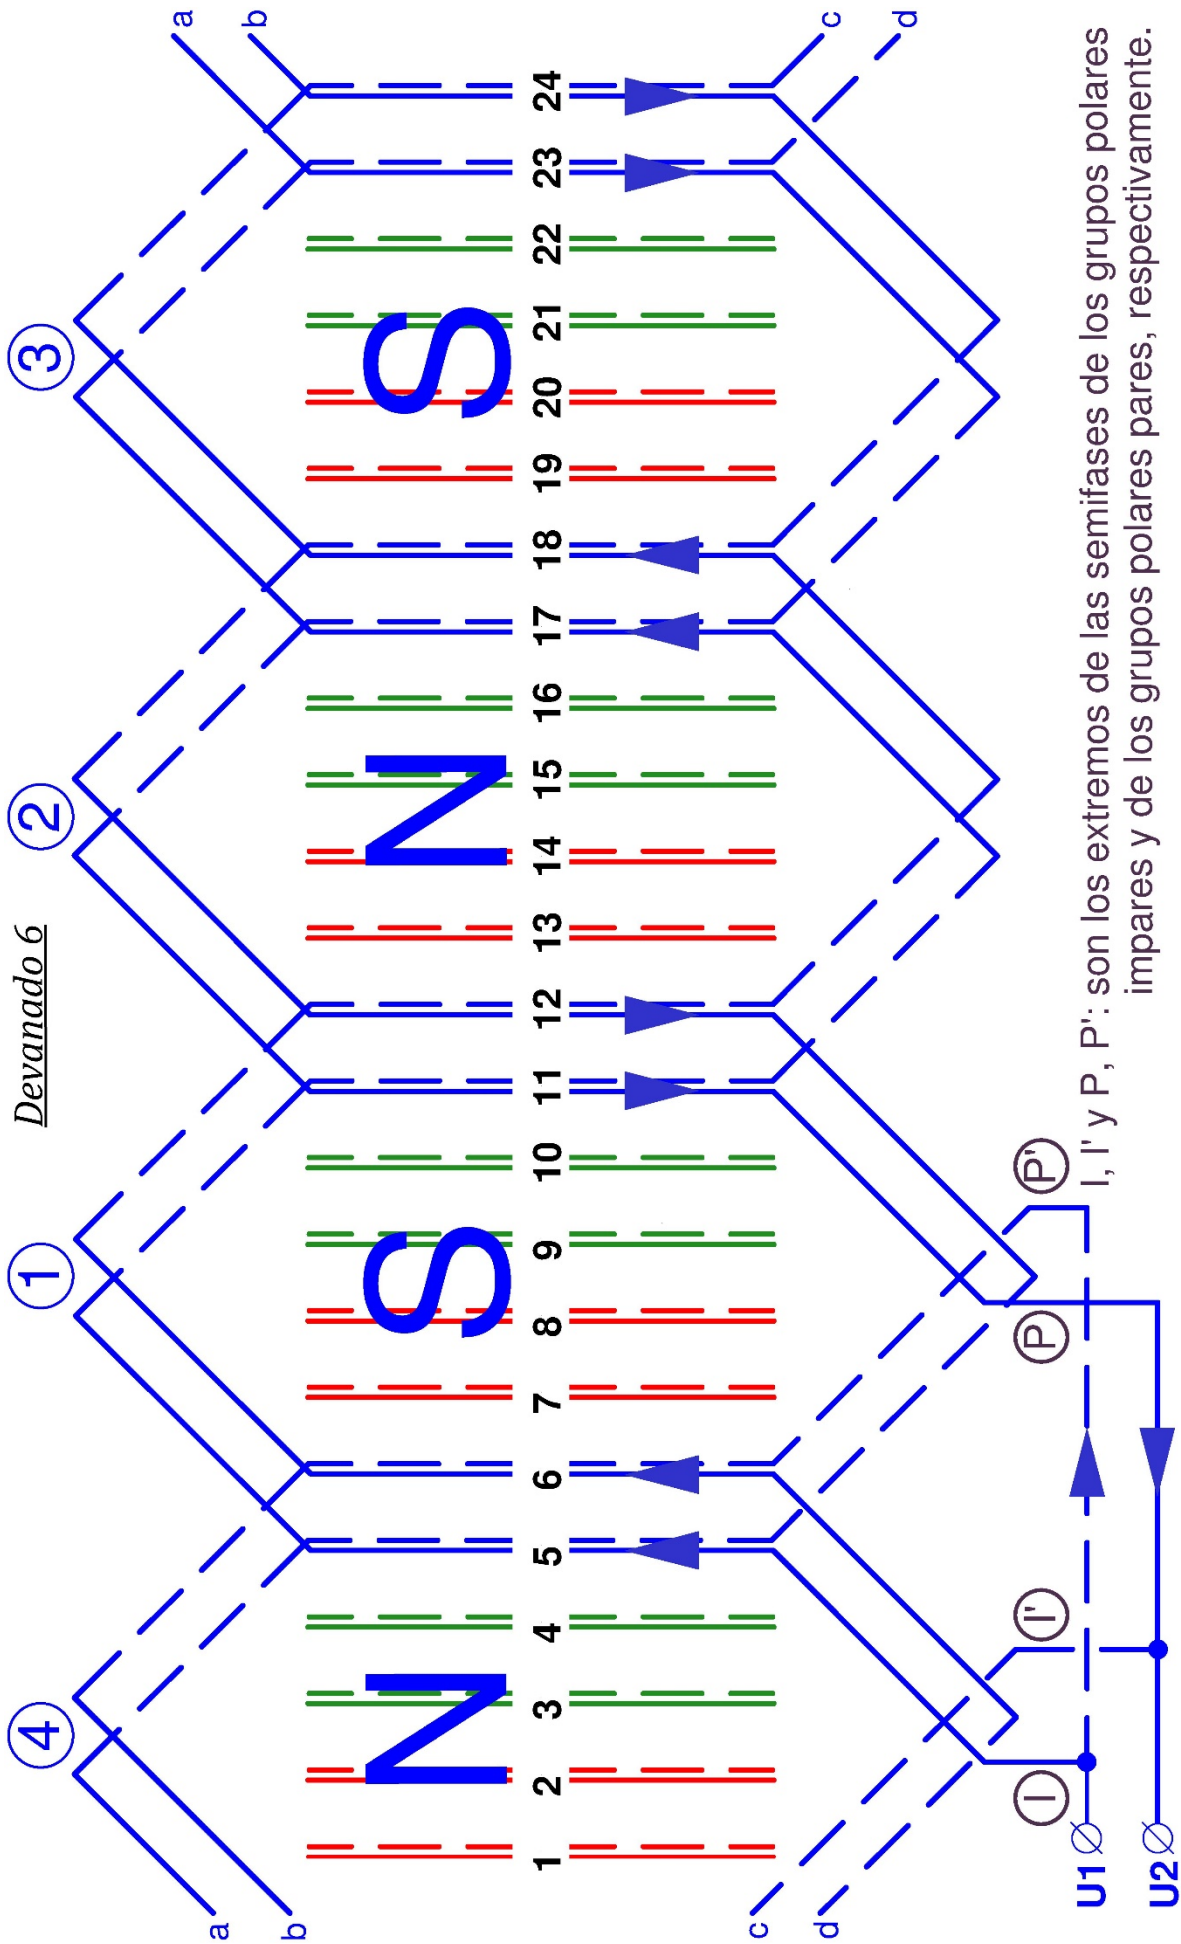 Devanado 6
4 1 2 3
a a
b b
N S N S
1 2 3 4 5 6 7 8 9 10 11 12 13 14 15 16 17 18 19 20 21 22 23 24
c c
d d
I I' P P'
U1
U2
I, I' y P, P': son los extremos de las semifases de los grupos polares
impares y de los grupos polares pares, respectivamente.